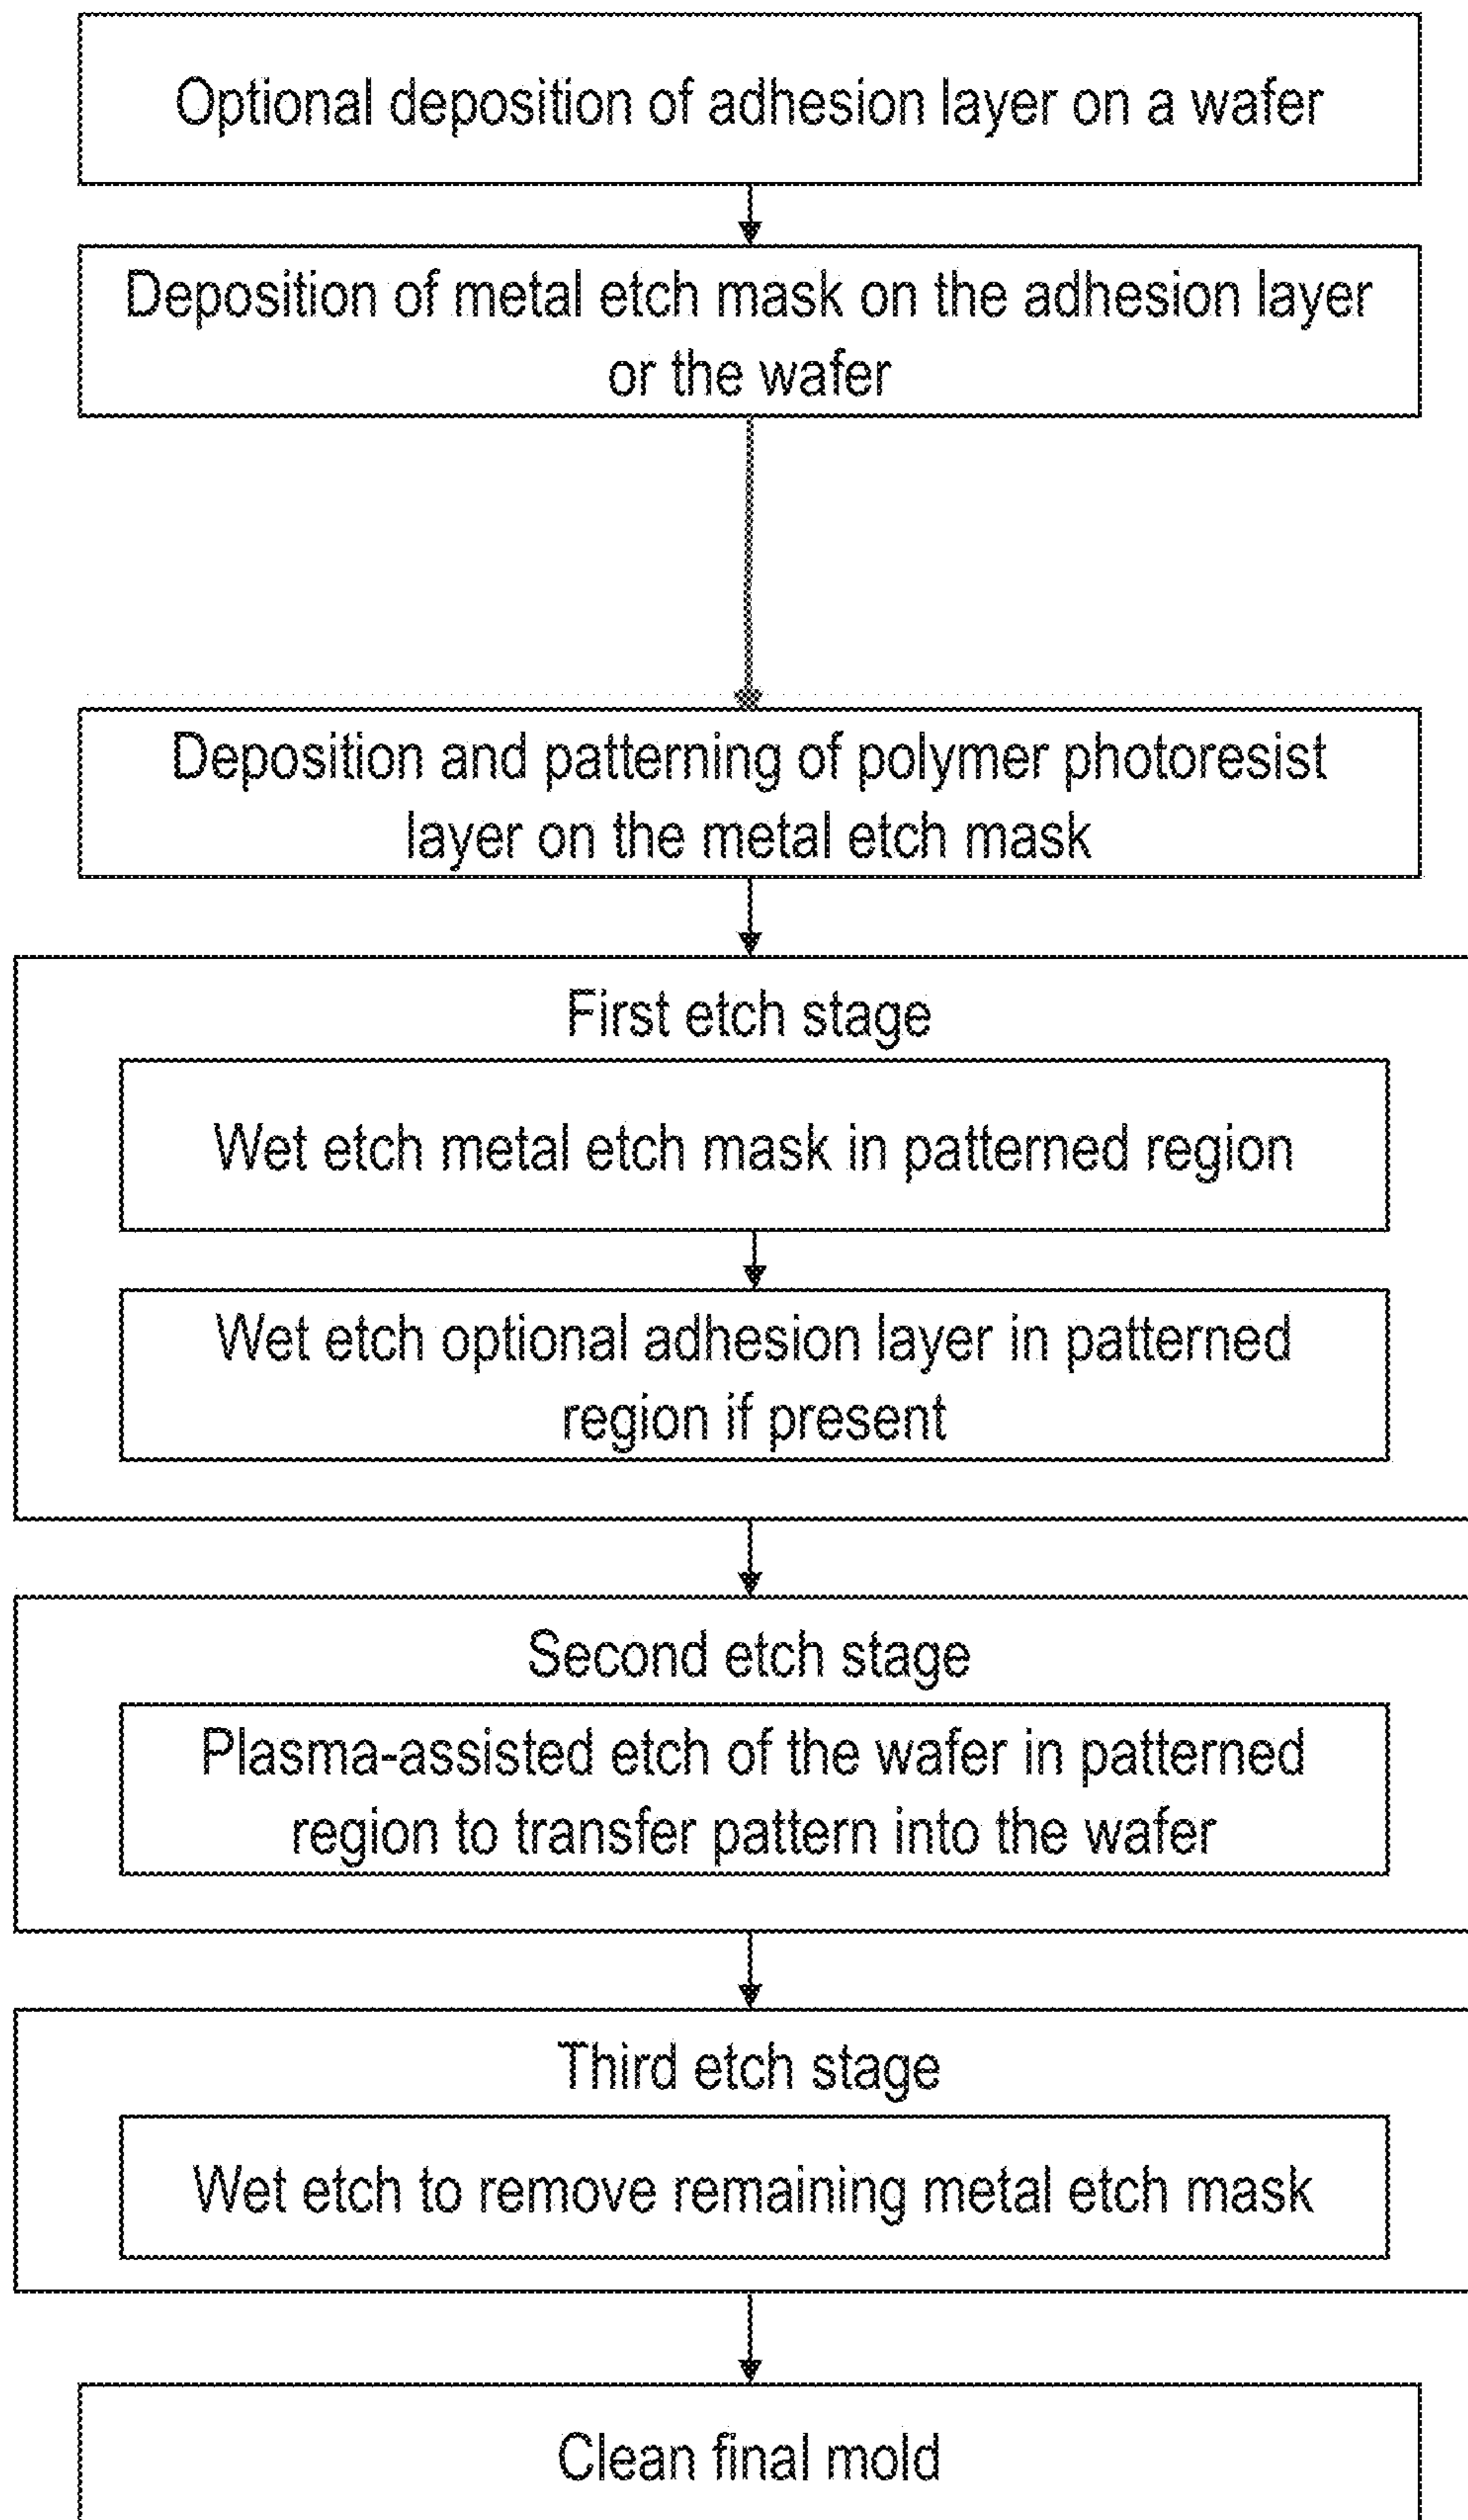 Optional deposition of adhesion layer on a wafer
Deposition of metal etch mask on the adhesion layer
or the wafer
Deposition and patterning of polymer photoresist
layer on the metal etch mask
First etch stage
Wet etch metal etch mask in patterned region
Wet etch optional adhesion layer in patterned
region if present
Second etch stage
Plasma-assisted etch of the wafer in patterned
region to transfer pattern into the wafer
Third etch stage
Wet etch to remove remaining metal etch mask
Clean final mold